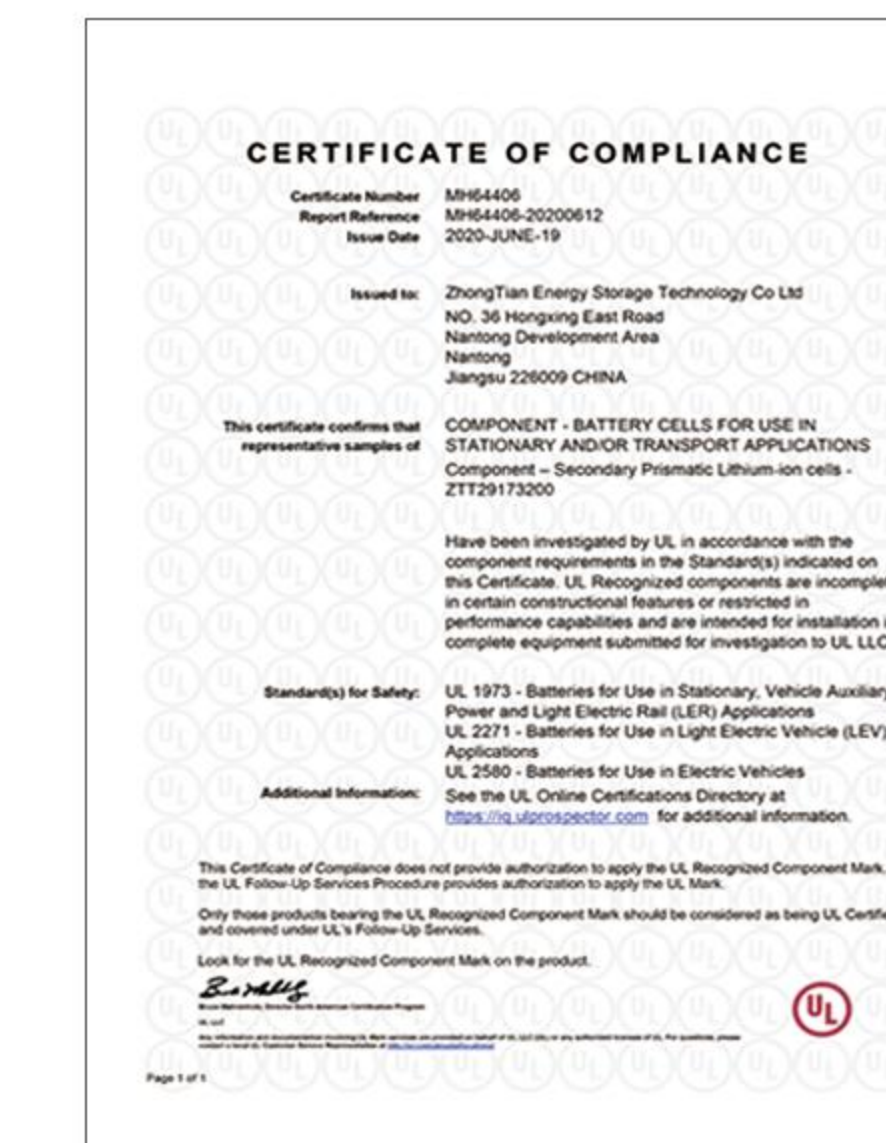 CERTIFICATE OF COMPLIANCE
Certificate Number MH64406
Report Reference MH64406-20200612
Issue Date 2020-JUNE-19
Issued to: ZhongTian Energy Storage Technology Co Ltd
NO. 36 Hongxing East Road
Nantong Development Area
Nantong
Jiangsu 226009 CHINA
This certificate confirms that COMPONENT - BATTERY CELLS FOR USE IN
representative samples of STATIONARY AND/OR TRANSPORT APPLICATIONS
Component – Secondary Prismatic Lithium-ion cells -
ZTT29173200
Have been investigated by UL in accordance with the
component requirements in the Standard(s) indicated on
this Certificate. UL Recognized components are incomplet
in certain constructional features or restricted in
performance capabilities and are intended for installation i
complete equipment submitted for investigation to UL LLC
Standard(s) for Safety: UL 1973 - Batteries for Use in Stationary, Vehicle Auxiliary
Power and Light Electric Rail (LER) Applications
UL 2271 - Batteries for Use in Light Electric Vehicle (LEV)
Applications
UL 2580 - Batteries for Use in Electric Vehicles
Additional Information: See the UL Online Certifications Directory at
https://iq.ulprospector.com for additional information.
This Certificate of Compliance does not provide authorization to apply the UL Recognized Component Mark.
the UL Follow-Up Services Procedure provides authorization to apply the UL Mark.
Only those products bearing the UL Recognized Component Mark should be considered as being UL Certifie
and covered under UL's Follow-Up Services.
Look for the UL Recognized Component Mark on the product.
UL
Page 1 of 1